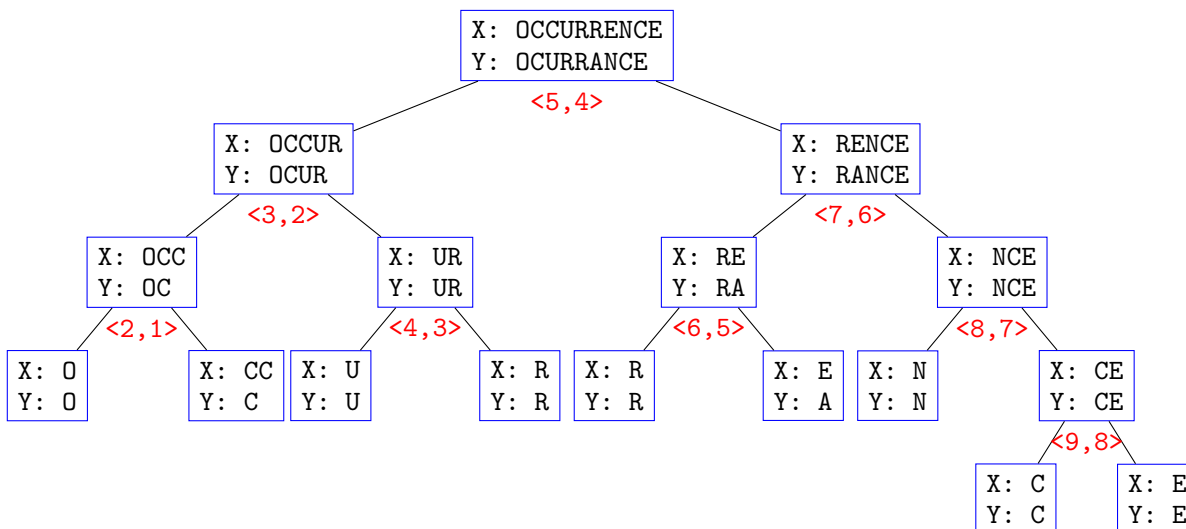 X: OCCURRENCE
Y: OCURRANCE
<5,4>
X: OCCUR
Y: OCUR
X: RENCE
Y: RANCE
<3,2>
<7,6>
X: OCC
Y: OC
X: UR
Y: UR
X: RE
Y: RA
X: NCE
Y: NCE
<2,1>
<4,3>
<6,5>
<8,7>
X: O
Y: O
X: CC
Y: C
X: U
Y: U
X: R
Y: R
X: R
Y: R
X: E
Y: A
X: N
Y: N
X: CE
Y: CE
<9,8>
X: C
Y: C
X: E
Y: E